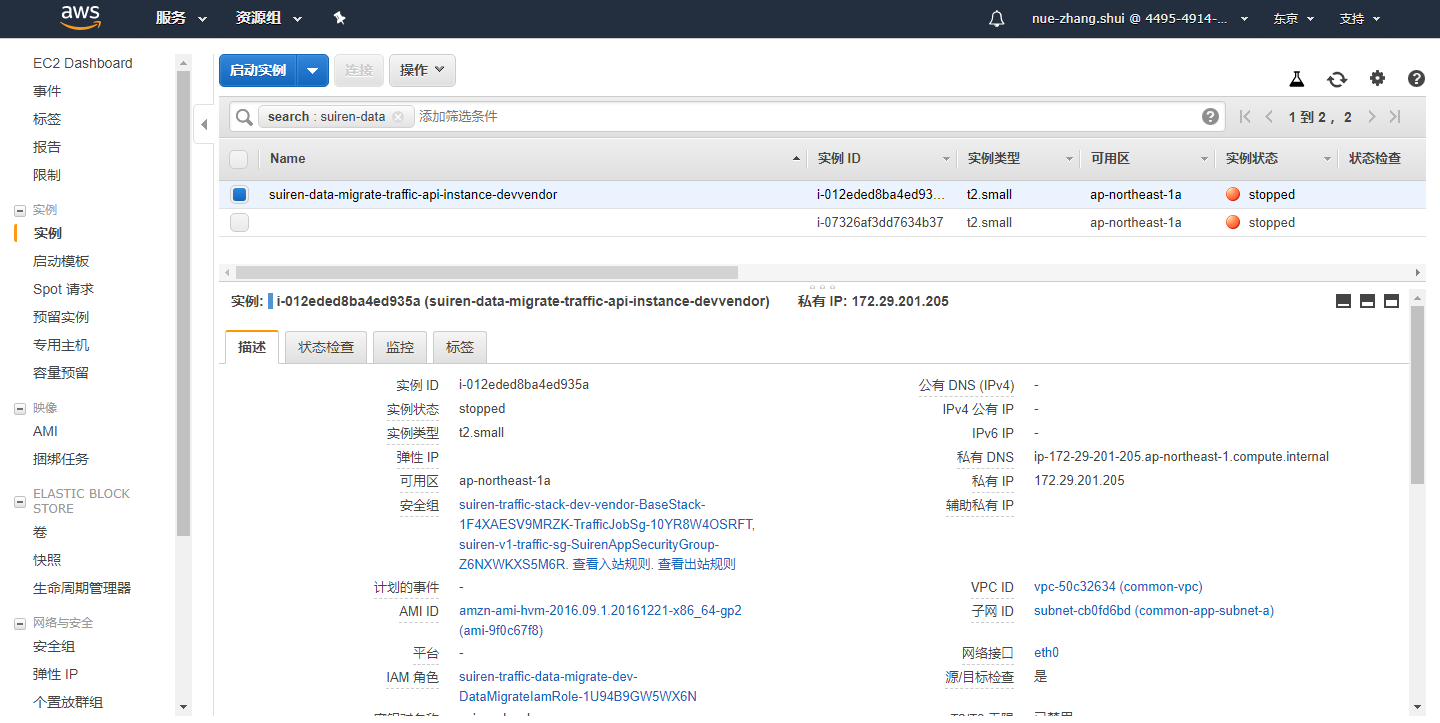 aws
服务
资源组
nue-zhang.shui @ 4495-4914-...
东京
支持
EC2 Dashboard
事件
标签
报告
限制
实例
实例
启动模板
Spot 请求
预留实例
专用主机
容量预留
映像
AMI
捆绑任务
ELASTIC BLOCK
STORE
卷
快照
生命周期管理器
网络与安全
安全组
弹性 IP
个置放群组
启动实例
连接
操作
search : suiren-data
添加筛选条件
1 到 2 ， 2
Name 实例 ID 实例类型 可用区 实例状态 状态检查
suiren-data-migrate-traffic-api-instance-devvendor i-012eded8ba4ed93... t2.small ap-northeast-1a stopped
i-07326af3dd7634b37 t2.small ap-northeast-1a stopped
实例: i-012eded8ba4ed935a (suiren-data-migrate-traffic-api-instance-devvendor) 私有 IP: 172.29.201.205
描述 状态检查 监控 标签
实例 ID i-012eded8ba4ed935a
实例状态 stopped
实例类型 t2.small
弹性 IP
可用区 ap-northeast-1a
安全组 suiren-traffic-stack-dev-vendor-BaseStack-
1F4XAESV9MRZK-TrafficJobSg-10YR8W4OSRFT,
suiren-v1-traffic-sg-SuirenAppSecurityGroup-
Z6NXWKXS5M6R. 查看入站规则. 查看出站规则
计划的事件 -
AMI ID amzn-ami-hvm-2016.09.1.20161221-x86_64-gp2
(ami-9f0c67f8)
平台 -
IAM 角色 suiren-traffic-data-migrate-dev-
DataMigrateIamRole-1U94B9GW5WX6N
公有 DNS (IPv4) -
IPv4 公有 IP -
IPv6 IP -
私有 DNS ip-172-29-201-205.ap-northeast-1.compute.internal
私有 IP 172.29.201.205
辅助私有 IP
VPC ID vpc-50c32634 (common-vpc)
子网 ID subnet-cb0fd6bd (common-app-subnet-a)
网络接口 eth0
源/目标检查 是